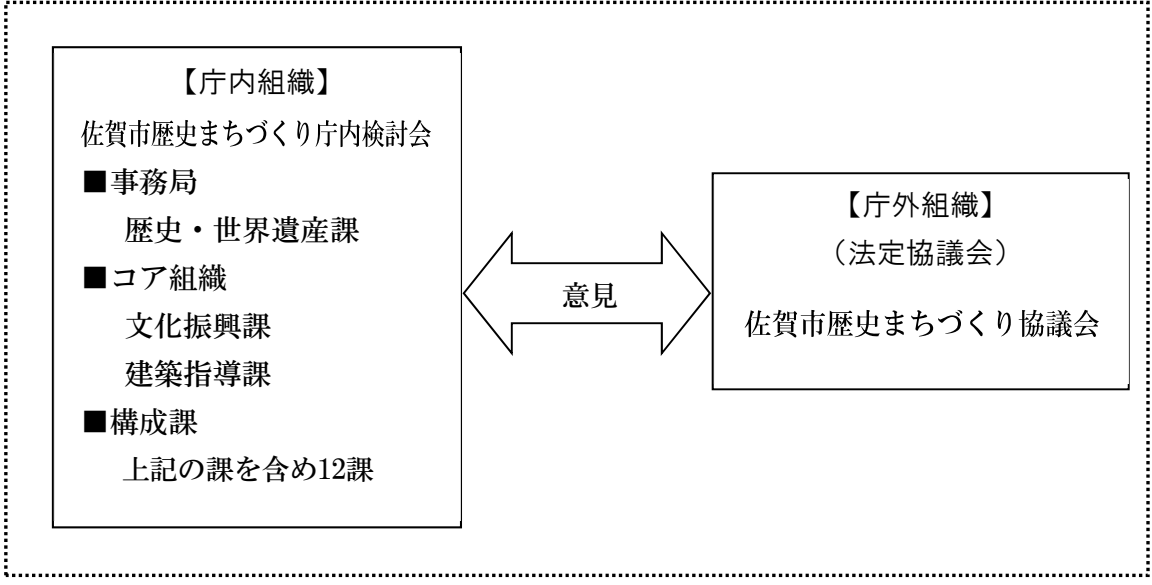 【庁内組織】
佐賀市歴史まちづくり庁内検討会
■事務局
歴史・世界遺産課
■コア組織
文化振興課
建築指導課
■構成課
上記の課を含め12課
意見
【庁外組織】
（法定協議会）
佐賀市歴史まちづくり協議会